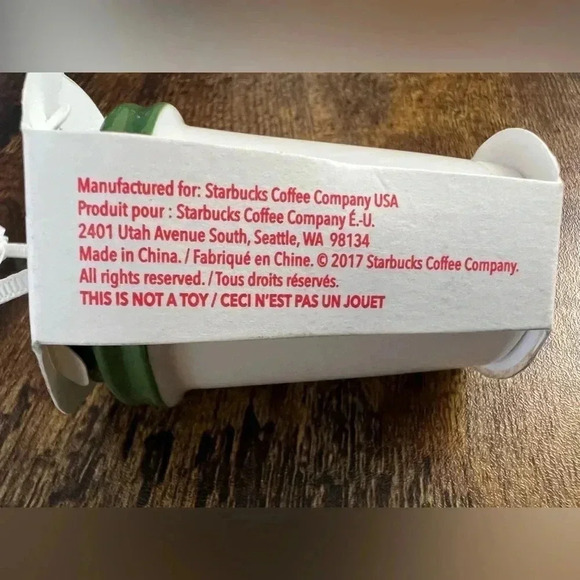 Manufactured for: Starbucks Coffee Company USA
Produit pour : Starbucks Coffee Company É.-U.
2401 Utah Avenue South, Seattle, WA 98134
Made in China. / Fabriqué en Chine. © 2017 Starbucks Coffee Company.
All rights reserved. / Tous droits réservés.
THIS IS NOT A TOY / CECI N'EST PAS UN JOUET